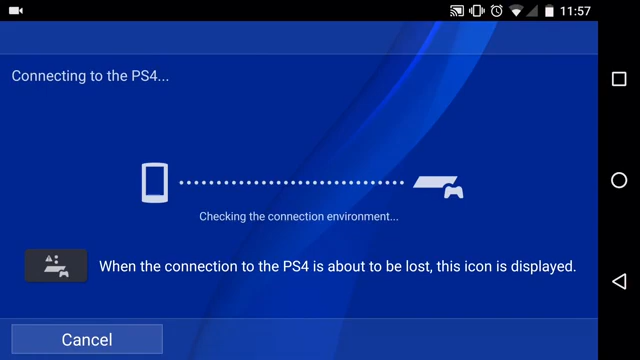 11:57
Connecting to the PS4...
Checking the connection environment...
When the connection to the PS4 is about to be lost, this icon is displayed.
Cancel